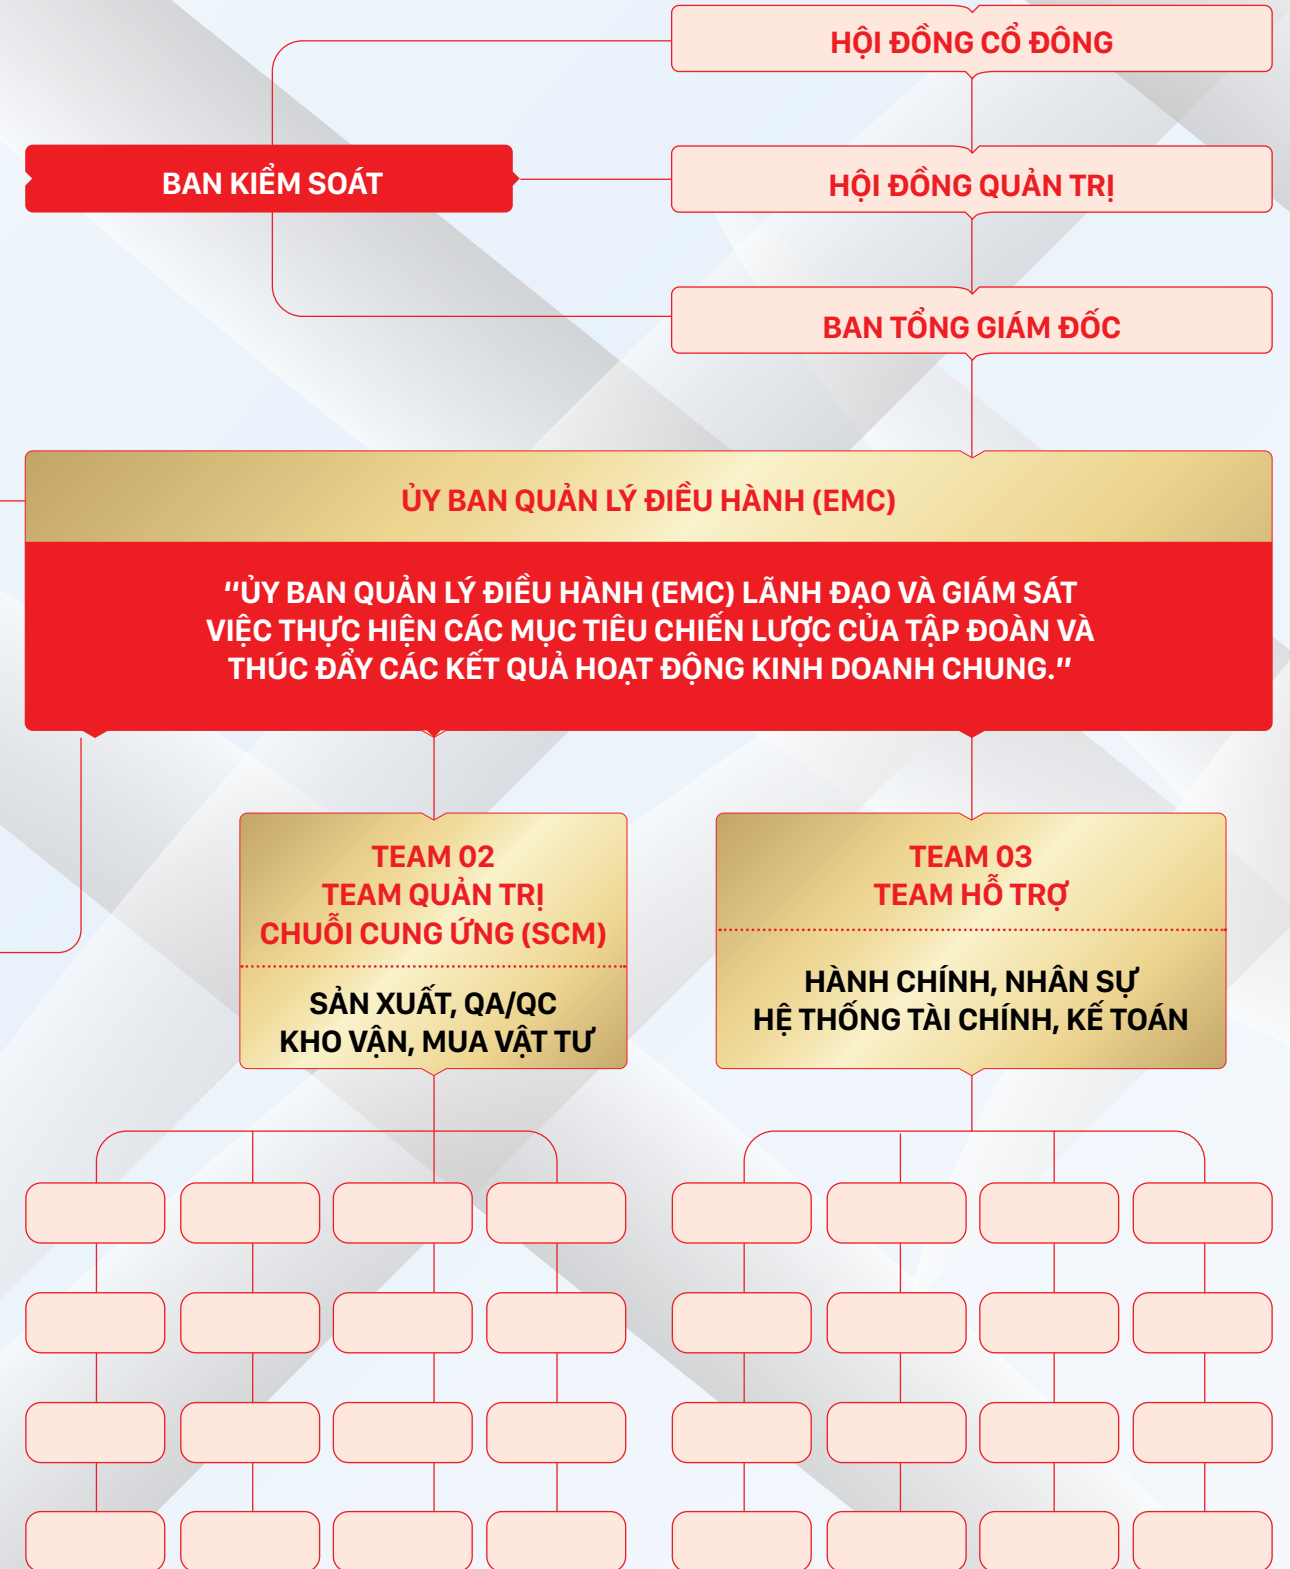 HỘI ĐỒNG CỔ ĐÔNG
BAN KIỂM SOÁT
HỘI ĐỒNG QUẢN TRỊ
BAN TỔNG GIÁM ĐỐC
ỦY BAN QUẢN LÝ ĐIỀU HÀNH (EMC)
"ỦY BAN QUẢN LÝ ĐIỀU HÀNH (EMC) LÃNH ĐẠO VÀ GIÁM SÁT
VIỆC THỰC HIỆN CÁC MỤC TIÊU CHIẾN LƯỢC CỦA TẬP ĐOÀN VÀ
THÚC ĐẨY CÁC KẾT QUẢ HOẠT ĐỘNG KINH DOANH CHUNG."
TEAM 02
TEAM QUẢN TRỊ
CHUỖI CUNG ỨNG (SCM)
SẢN XUẤT, QA/QC
KHO VẬN, MUA VẬT TƯ
TEAM 03
TEAM HỖ TRỢ
HÀNH CHÍNH, NHÂN SỰ
HỆ THỐNG TÀI CHÍNH, KẾ TOÁN